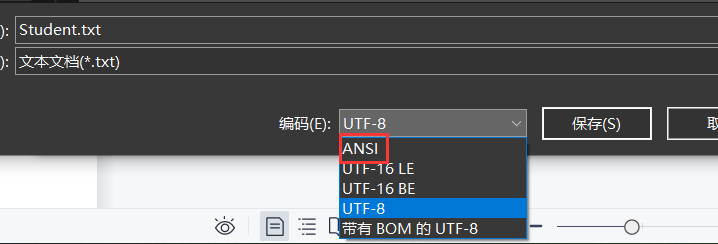 ): Student.txt
): 文本文档(*.txt)
编码(E): UTF-8 保存(S) 取
ANSI
UTF-16 LE
UTF-16 BE
UTF-8
带有 BOM 的 UTF-8